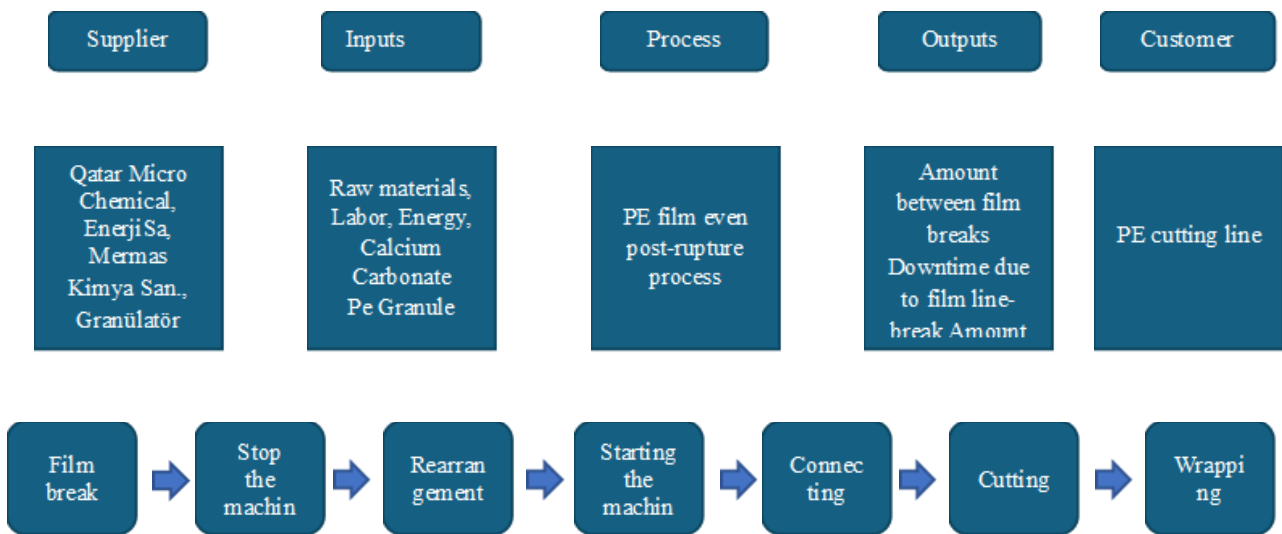 Supplier
Inputs
Process
Outputs
Customer
Qatar Micro
Chemical,
EnerjiSa,
Mermas
Kimya San.,
Granülatör
Raw materials,
Labor, Energy,
Calcium
Carbonate
Pe Granule
PE film even
post-rupture
process
Amount
between film
breaks
Downtime due
to film line-
break Amount
PE cutting line
Film
break
Stop
the
machin
Rearran
gement
Starting
the
machin
Connec
ting
Cutting
Wrappi
ng